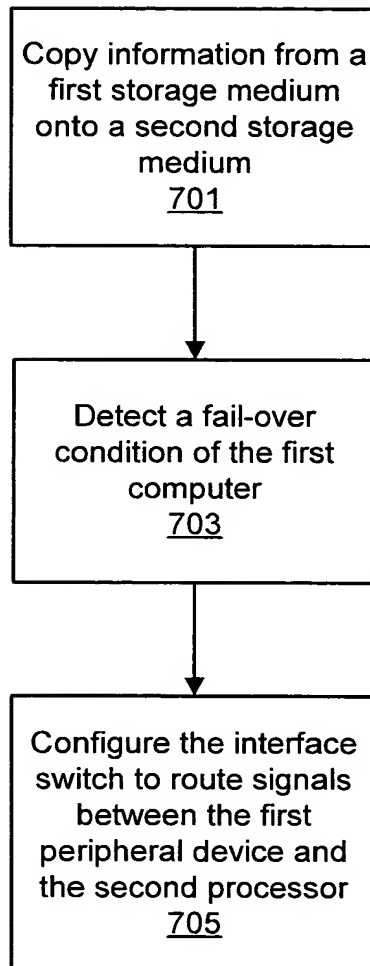 Copy information from a
first storage medium
onto a second storage
medium
701
Detect a fail-over
condition of the first
computer
703
Configure the interface
switch to route signals
between the first
peripheral device and
the second processor
705